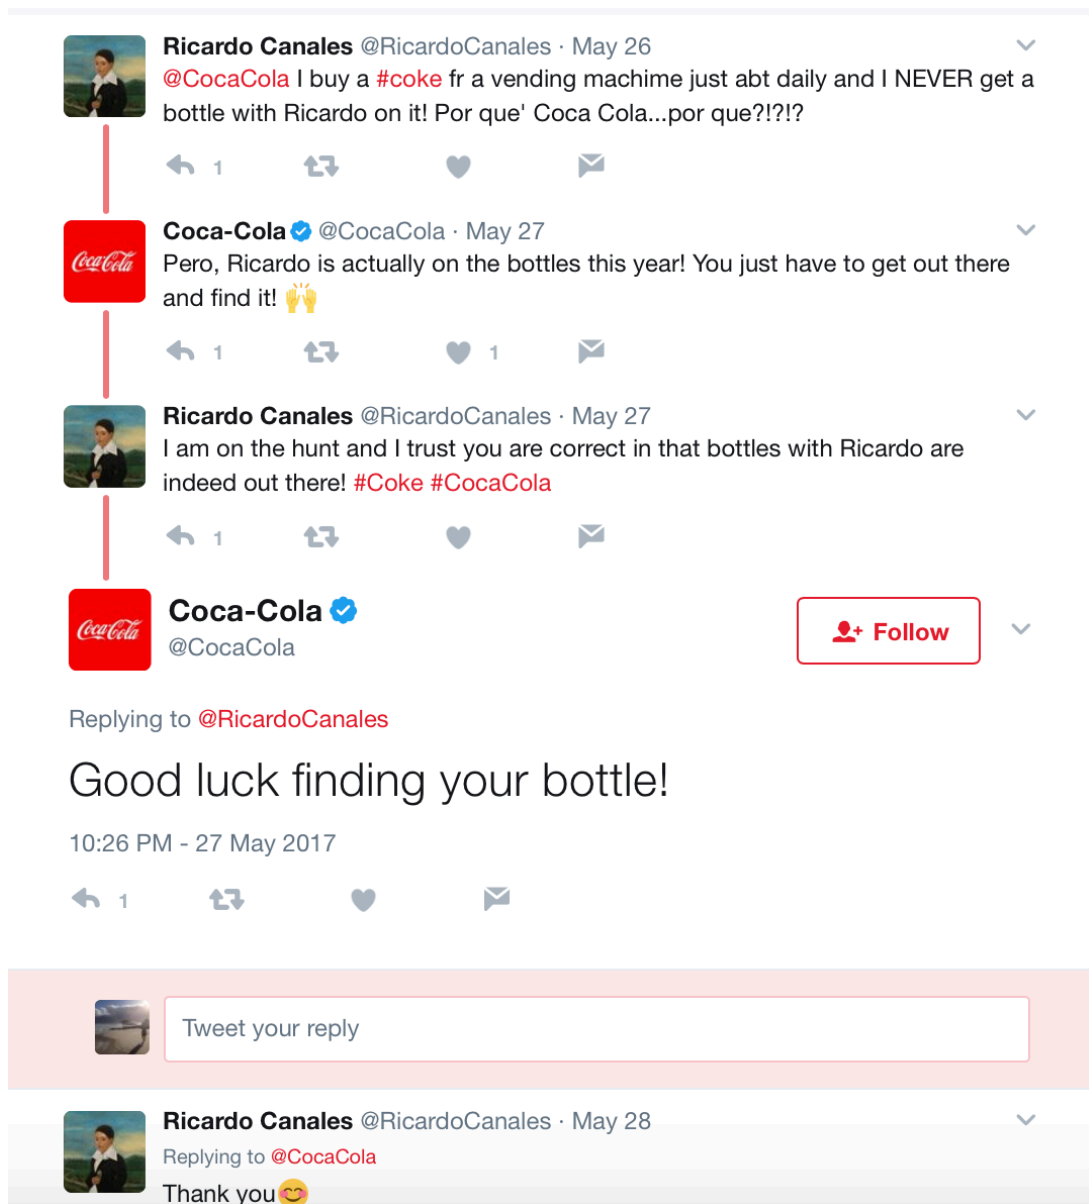 Ricardo Canales @RicardoCanales · May 26
@CocaCola I buy a #coke fr a vending machime just abt daily and I NEVER get a
bottle with Ricardo on it! Por que' Coca Cola...por que?!?!?
1
Coca-Cola @CocaCola · May 27
Coca-Cola
Pero, Ricardo is actually on the bottles this year! You just have to get out there
and find it! 🙌
1 1
Ricardo Canales @RicardoCanales · May 27
I am on the hunt and I trust you are correct in that bottles with Ricardo are
indeed out there! #Coke #CocaCola
1
Coca-Cola
Coca-Cola
@CocaCola
Follow
Replying to @RicardoCanales
Good luck finding your bottle!
10:26 PM - 27 May 2017
1
Tweet your reply
Ricardo Canales @RicardoCanales · May 28
Replying to @CocaCola
Thank you😊